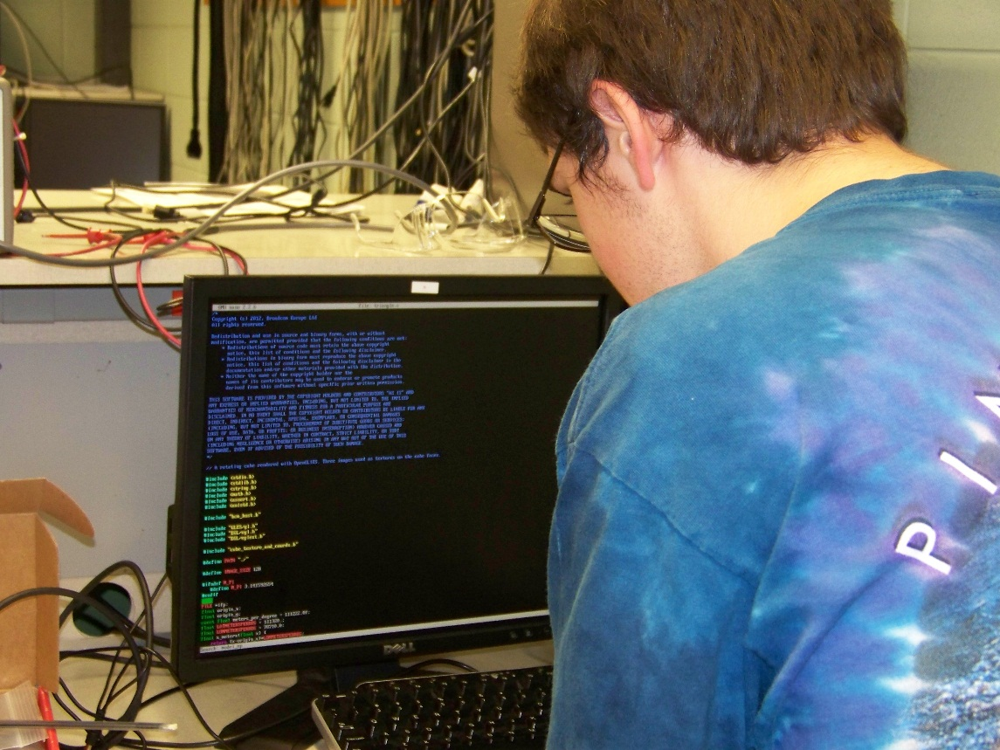 GNU nano 2.2.6 File: triangle.c
/*
Copyright (c) 2012, Broadcom Europe Ltd
All rights reserved.
Redistribution and use in source and binary forms, with or without
modification, are permitted provided that the following conditions are met:
* Redistributions of source code must retain the above copyright
notice, this list of conditions and the following disclaimer.
* Redistributions in binary form must reproduce the above copyright
notice, this list of conditions and the following disclaimer in the
documentation and/or other materials provided with the distribution.
* Neither the name of the copyright holder nor the
names of its contributors may be used to endorse or promote products
derived from this software without specific prior written permission.
THIS SOFTWARE IS PROVIDED BY THE COPYRIGHT HOLDERS AND CONTRIBUTORS "AS IS" AND
ANY EXPRESS OR IMPLIED WARRANTIES, INCLUDING, BUT NOT LIMITED TO, THE IMPLIED
WARRANTIES OF MERCHANTABILITY AND FITNESS FOR A PARTICULAR PURPOSE ARE
DISCLAIMED. IN NO EVENT SHALL THE COPYRIGHT HOLDER OR CONTRIBUTORS BE LIABLE FOR ANY
DIRECT, INDIRECT, INCIDENTAL, SPECIAL, EXEMPLARY, OR CONSEQUENTIAL DAMAGES
(INCLUDING, BUT NOT LIMITED TO, PROCUREMENT OF SUBSTITUTE GOODS OR SERVICES;
LOSS OF USE, DATA, OR PROFITS; OR BUSINESS INTERRUPTION) HOWEVER CAUSED AND
ON ANY THEORY OF LIABILITY, WHETHER IN CONTRACT, STRICT LIABILITY, OR TORT
(INCLUDING NEGLIGENCE OR OTHERWISE) ARISING IN ANY WAY OUT OF THE USE OF THIS
SOFTWARE, EVEN IF ADVISED OF THE POSSIBILITY OF SUCH DAMAGE.
*/
// A rotating cube rendered with OpenGL|ES. Three images used as textures on the cube faces.
#include <stdio.h>
#include <stdlib.h>
#include <string.h>
#include <math.h>
#include <assert.h>
#include <unistd.h>
#include "bcm_host.h"
#include "GLES/gl.h"
#include "EGL/egl.h"
#include "EGL/eglext.h"
#include "cube_texture_and_coords.h"
#define PATH "./"
#define IMAGE_SIZE 128
#ifndef M_PI
#define M_PI 3.141592654
#endif
FILE *ifp;
float origin_x;
float origin_y;
const float meters_per_degree = 111222.0f;
float
float
float x_meters(float x) {
return (x-origin_x)*
DELL
P I